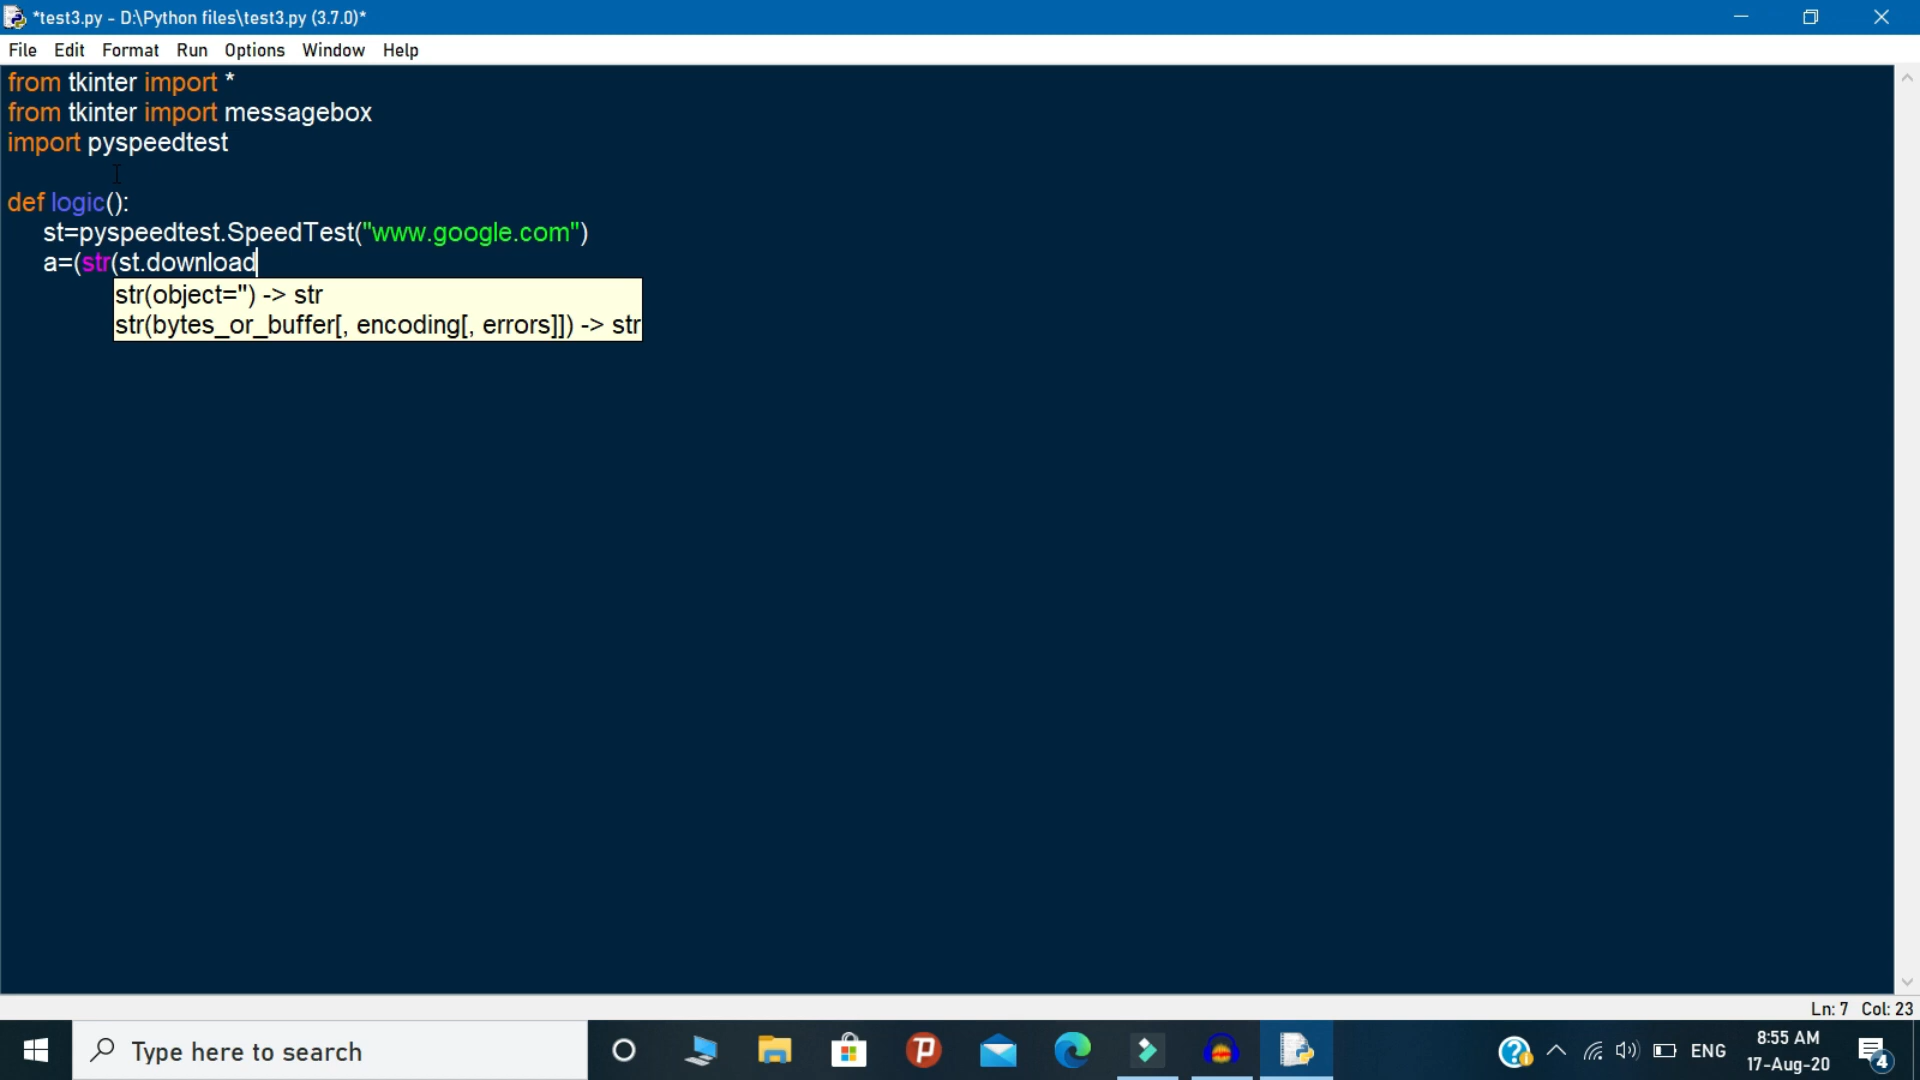 *test3.py - D:\Python files\test3.py (3.7.0)*
File Edit Format Run Options Window Help
from tkinter import *
from tkinter import messagebox
import pyspeedtest
def logic():
st=pyspeedtest.SpeedTest("www.google.com")
a=(str(st.download
str(object='') -> str
str(bytes_or_buffer[, encoding[, errors]]) -> str
Ln: 7 Col: 23
Type here to search
ENG
8:55 AM
17-Aug-20
4